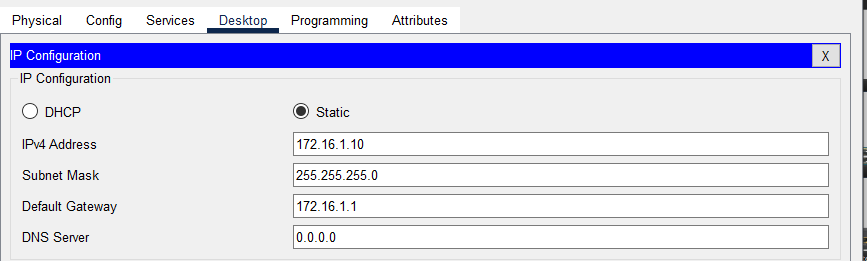 Physical Config Services Desktop Programming Attributes
IP Configuration X
IP Configuration
DHCP Static
IPv4 Address 172.16.1.10
Subnet Mask 255.255.255.0
Default Gateway 172.16.1.1
DNS Server 0.0.0.0